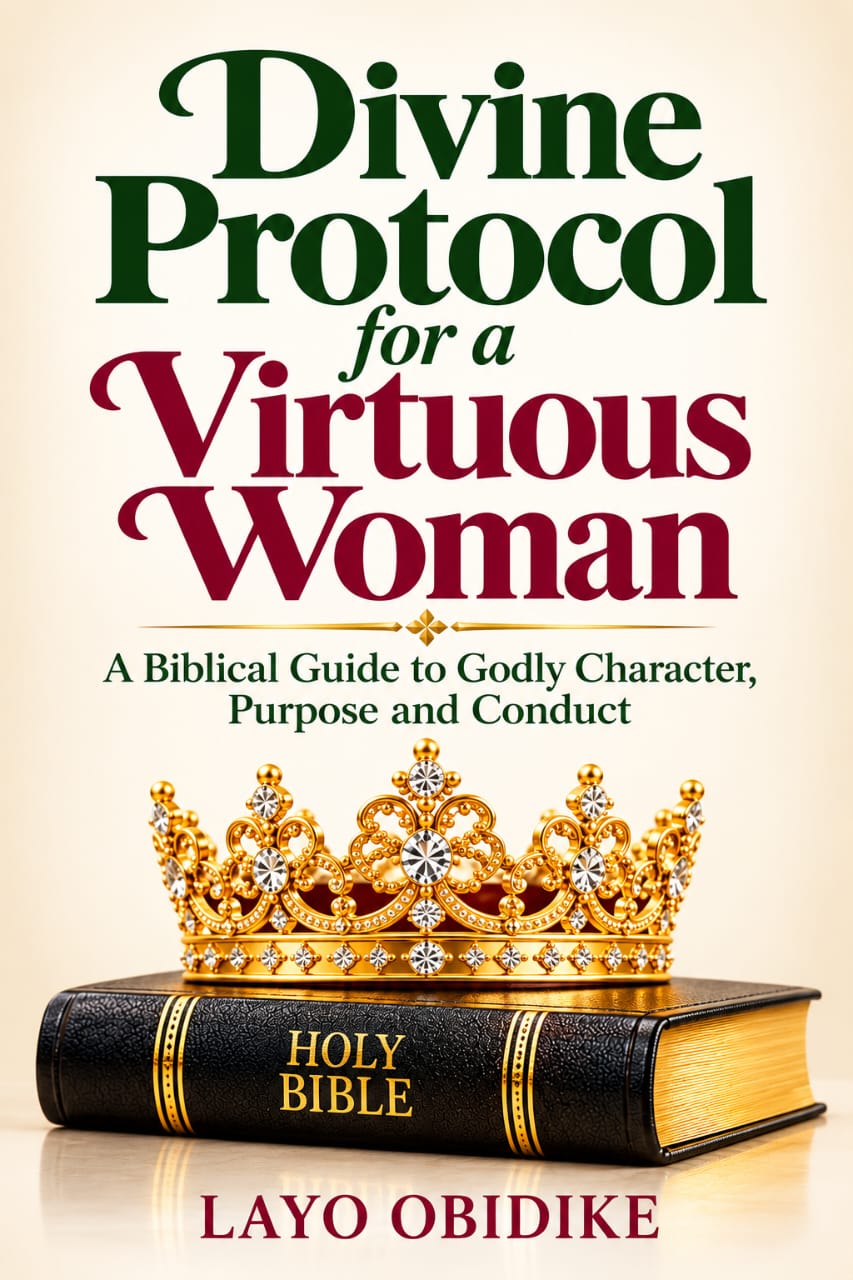 Divine
Protocol
for a
Virtuous
Woman
A Biblical Guide to Godly Character,
Purpose and Conduct
HOLY
BIBLE
LAYO OBIDIKE